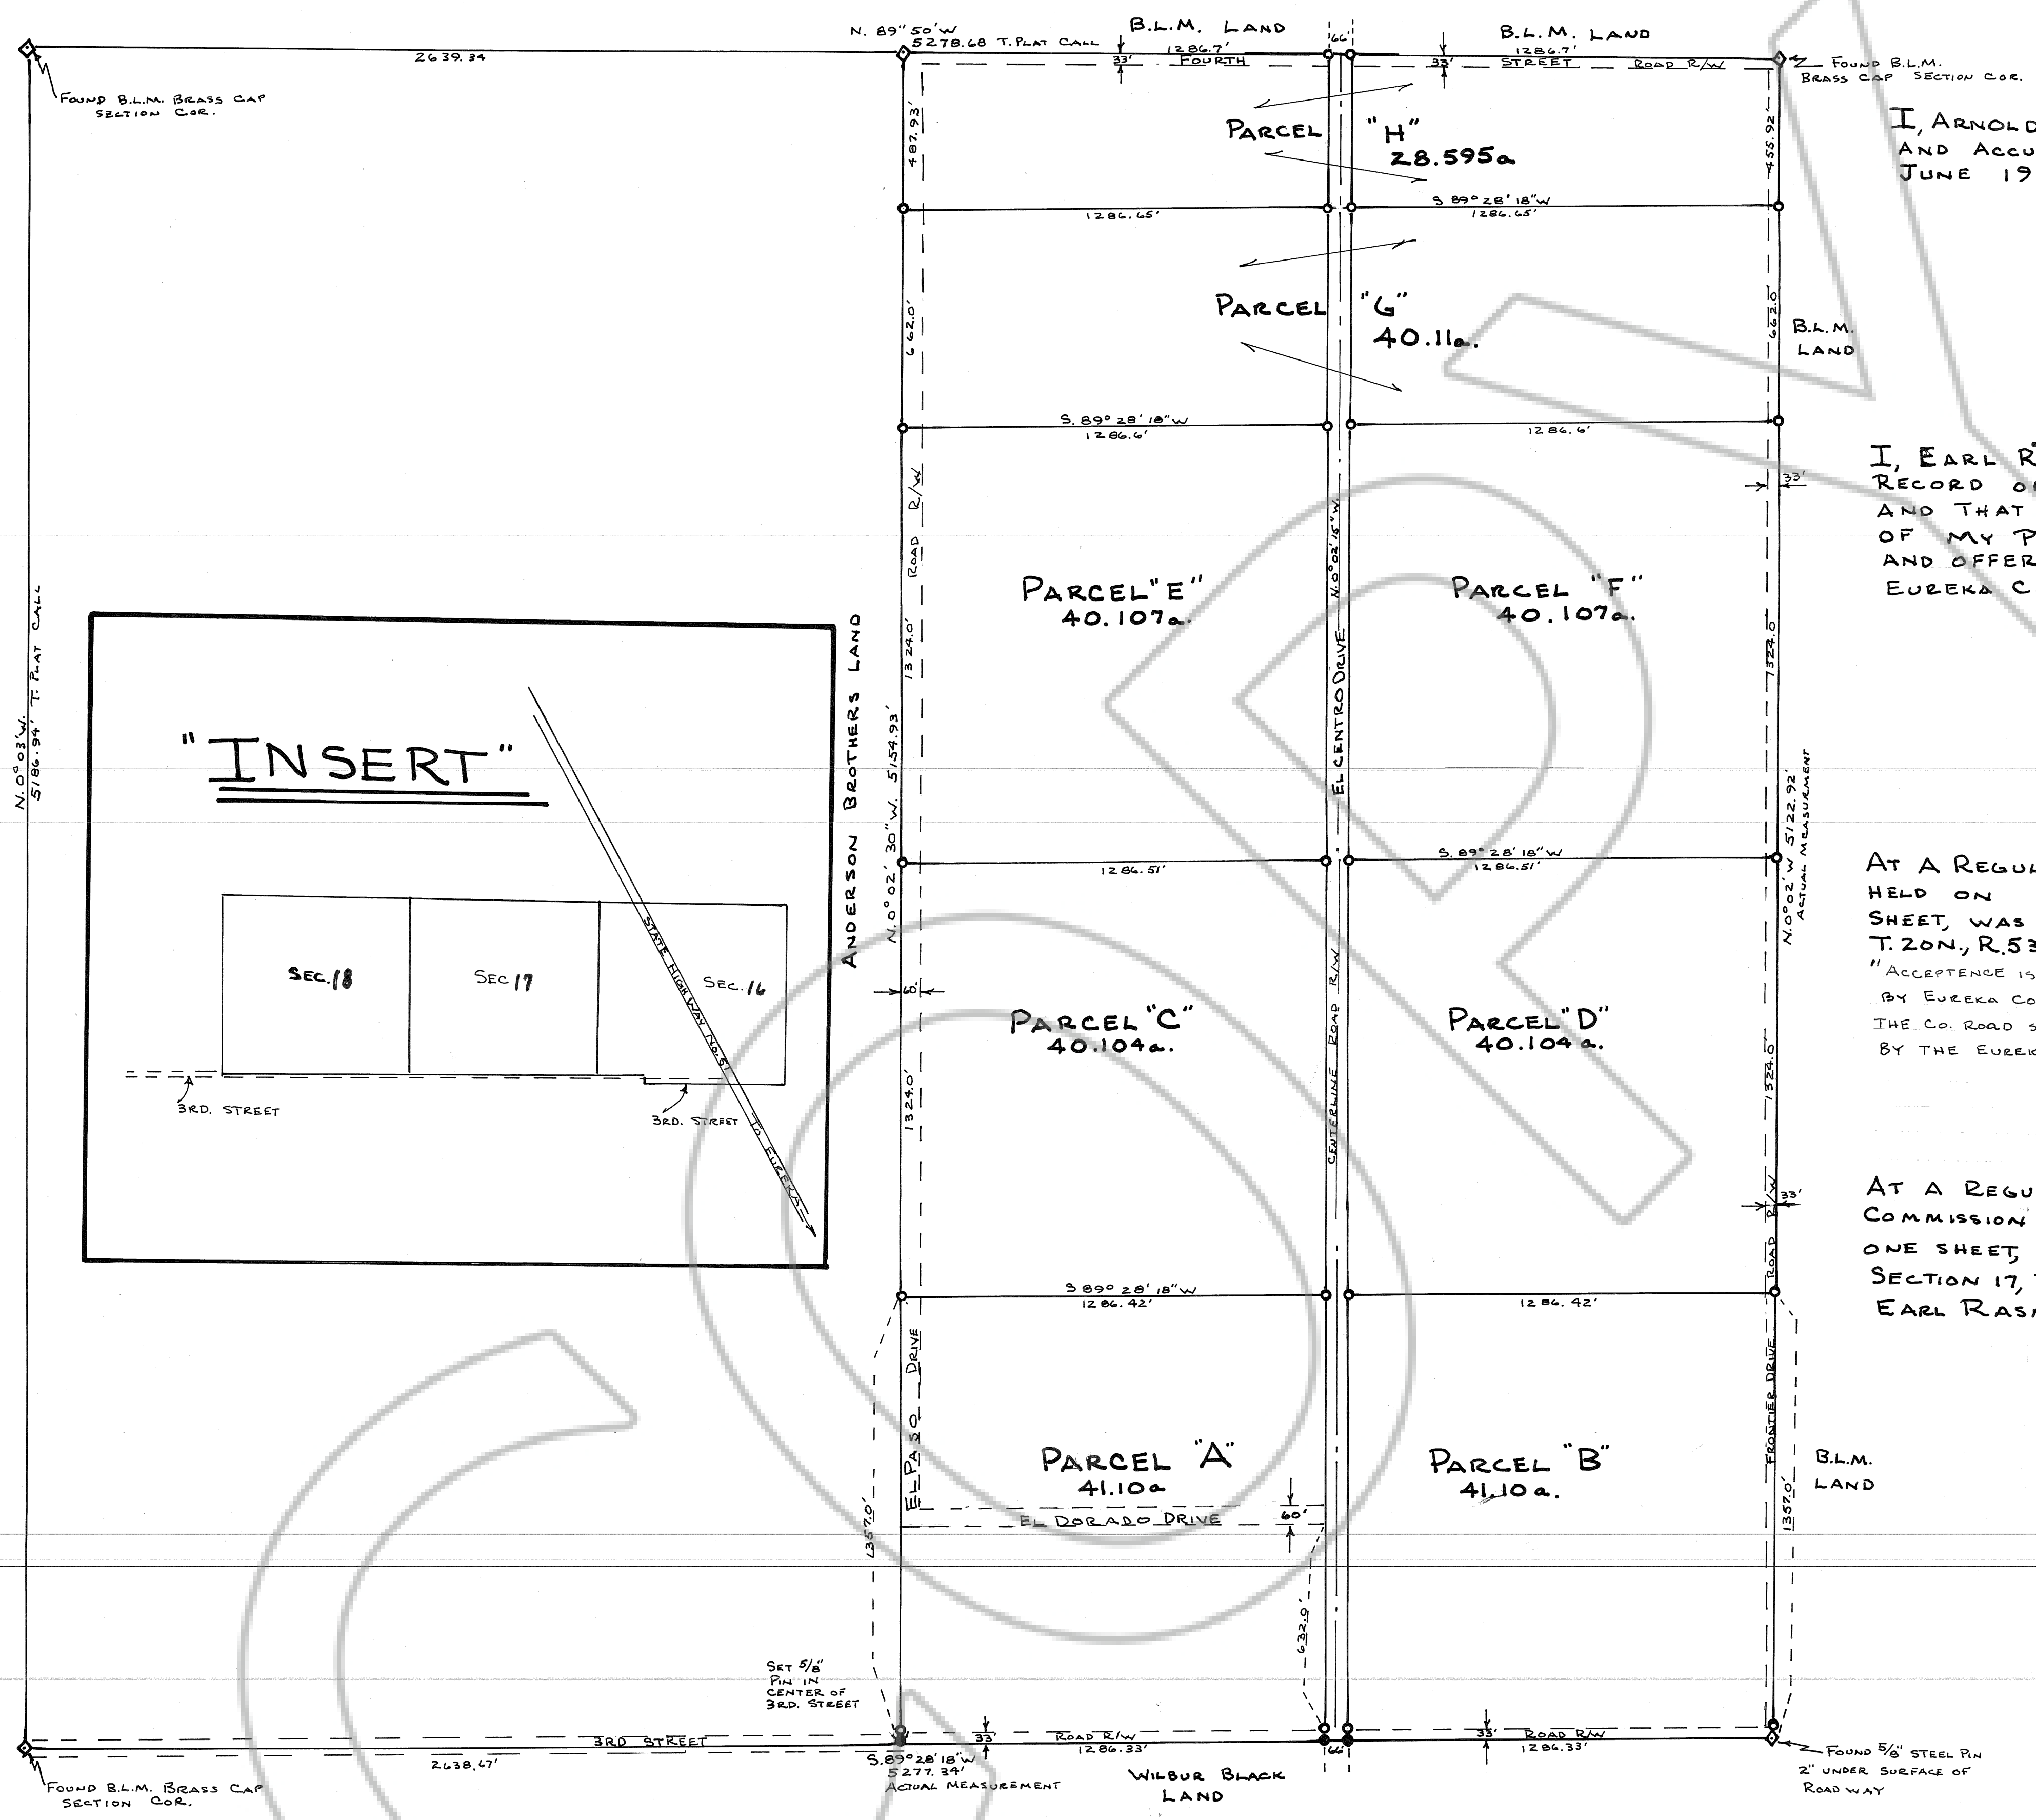 N. 89° 50' W
5278.68 T. PLAT CALL
2639.34
B.L.M. LAND
1286.7'
66'
B.L.M. LAND
1286.7'
33'
FOURTH
33'
STREET
ROAD R/W
FOUND B.L.M.
BRASS CAP SECTION COR.
FOUND B.L.M. BRASS CAP
SECTION COR.
487.93'
PARCEL "H"
28.595a
455.92'
I, ARNOLD
AND ACCU
JUNE 19
1286.65'
S 89° 28' 18" W
1286.65'
662.0'
PARCEL "G"
40.11a.
662.0
B.L.M.
LAND
S. 89° 28' 18" W
1286.6'
1286.6'
I, EARL R
RECORD O
AND THAT
OF MY P
AND OFFER
EUREKA C
33'
ROAD R/W
N. 0° 02' 15" W.
PARCEL "E"
40.107a.
PARCEL "F"
40.107a.
1324.0'
1324.0'
EL CENTRO DRIVE
N. 0° 03' W.
5186.94' T. PLAT CALL
ANDERSON BROTHERS LAND
N. 0° 02' 30" W. 5154.93'
N. 0° 02' W 5122.92'
ACTUAL MEASURMENT
"INSERT"
SEC. 18
SEC 17
SEC. 16
STATE HIGHWAY No. 51
TO EUREKA
3RD. STREET
3RD. STREET
1286.51'
S. 89° 28' 18" W
1286.51'
AT A REGUL
HELD ON
SHEET, WAS
T. 20N., R. 53
"ACCEPTENCE IS
BY EUREKA CO
THE CO. ROAD S
BY THE EUREK
60'
PARCEL "C"
40.104a.
PARCEL "D"
40.104a.
CENTERLINE ROAD R/W
1324.0'
1324.0'
33'
ROAD R/W
AT A REGU
COMMISSION
ONE SHEET,
SECTION 17,
EARL RAS
S 89° 28' 18" W
1286.42'
1286.42'
EL PASO DRIVE
FRONTIER DRIVE
PARCEL "A"
41.10a
PARCEL "B"
41.10a.
B.L.M.
LAND
1357.0'
1357.0'
EL DORADO DRIVE
60'
632.0'
SET 5/8"
PIN IN
CENTER OF
3RD. STREET
3RD STREET
33'
ROAD R/W
33'
ROAD R/W
2638.67'
S. 89° 28' 18" W
5277.34'
ACTUAL MEASUREMENT
1286.33'
66'
1286.33'
WILBUR BLACK
LAND
FOUND 5/8" STEEL PIN
2" UNDER SURFACE OF
ROADWAY
FOUND B.L.M. BRASS CAP
SECTION COR.
COPY